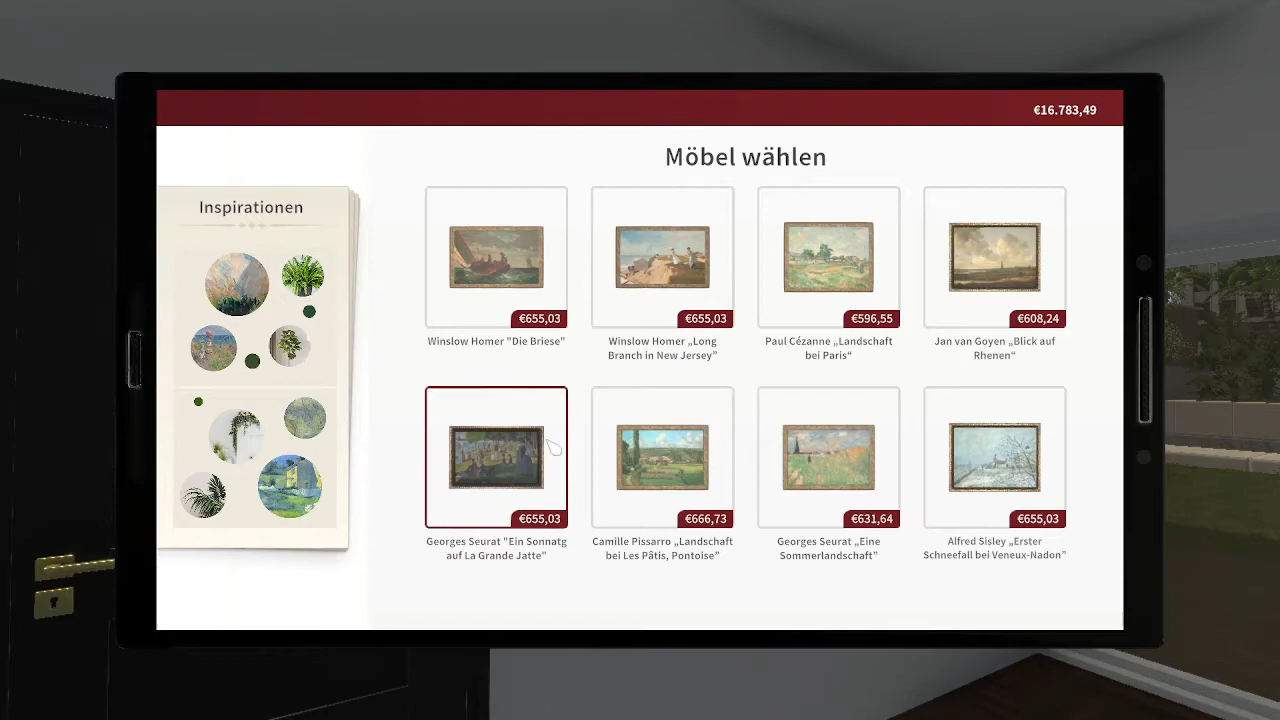 €16.783,49
Möbel wählen
Inspirationen
€655,03
€655,03
€596,55
€608,24
Winslow Homer "Die Briese"
Winslow Homer „Long
Branch in New Jersey”
Paul Cézanne „Landschaft
bei Paris“
Jan van Goyen „Blick auf
Rhenen“
€655,03
€666,73
€631,64
€655,03
Georges Seurat "Ein Sonnatg
auf La Grande Jatte"
Camille Pissarro „Landschaft
bei Les Pâtis, Pontoise”
Georges Seurat „Eine
Sommerlandschaft”
Alfred Sisley „Erster
Schneefall bei Veneux-Nadon”